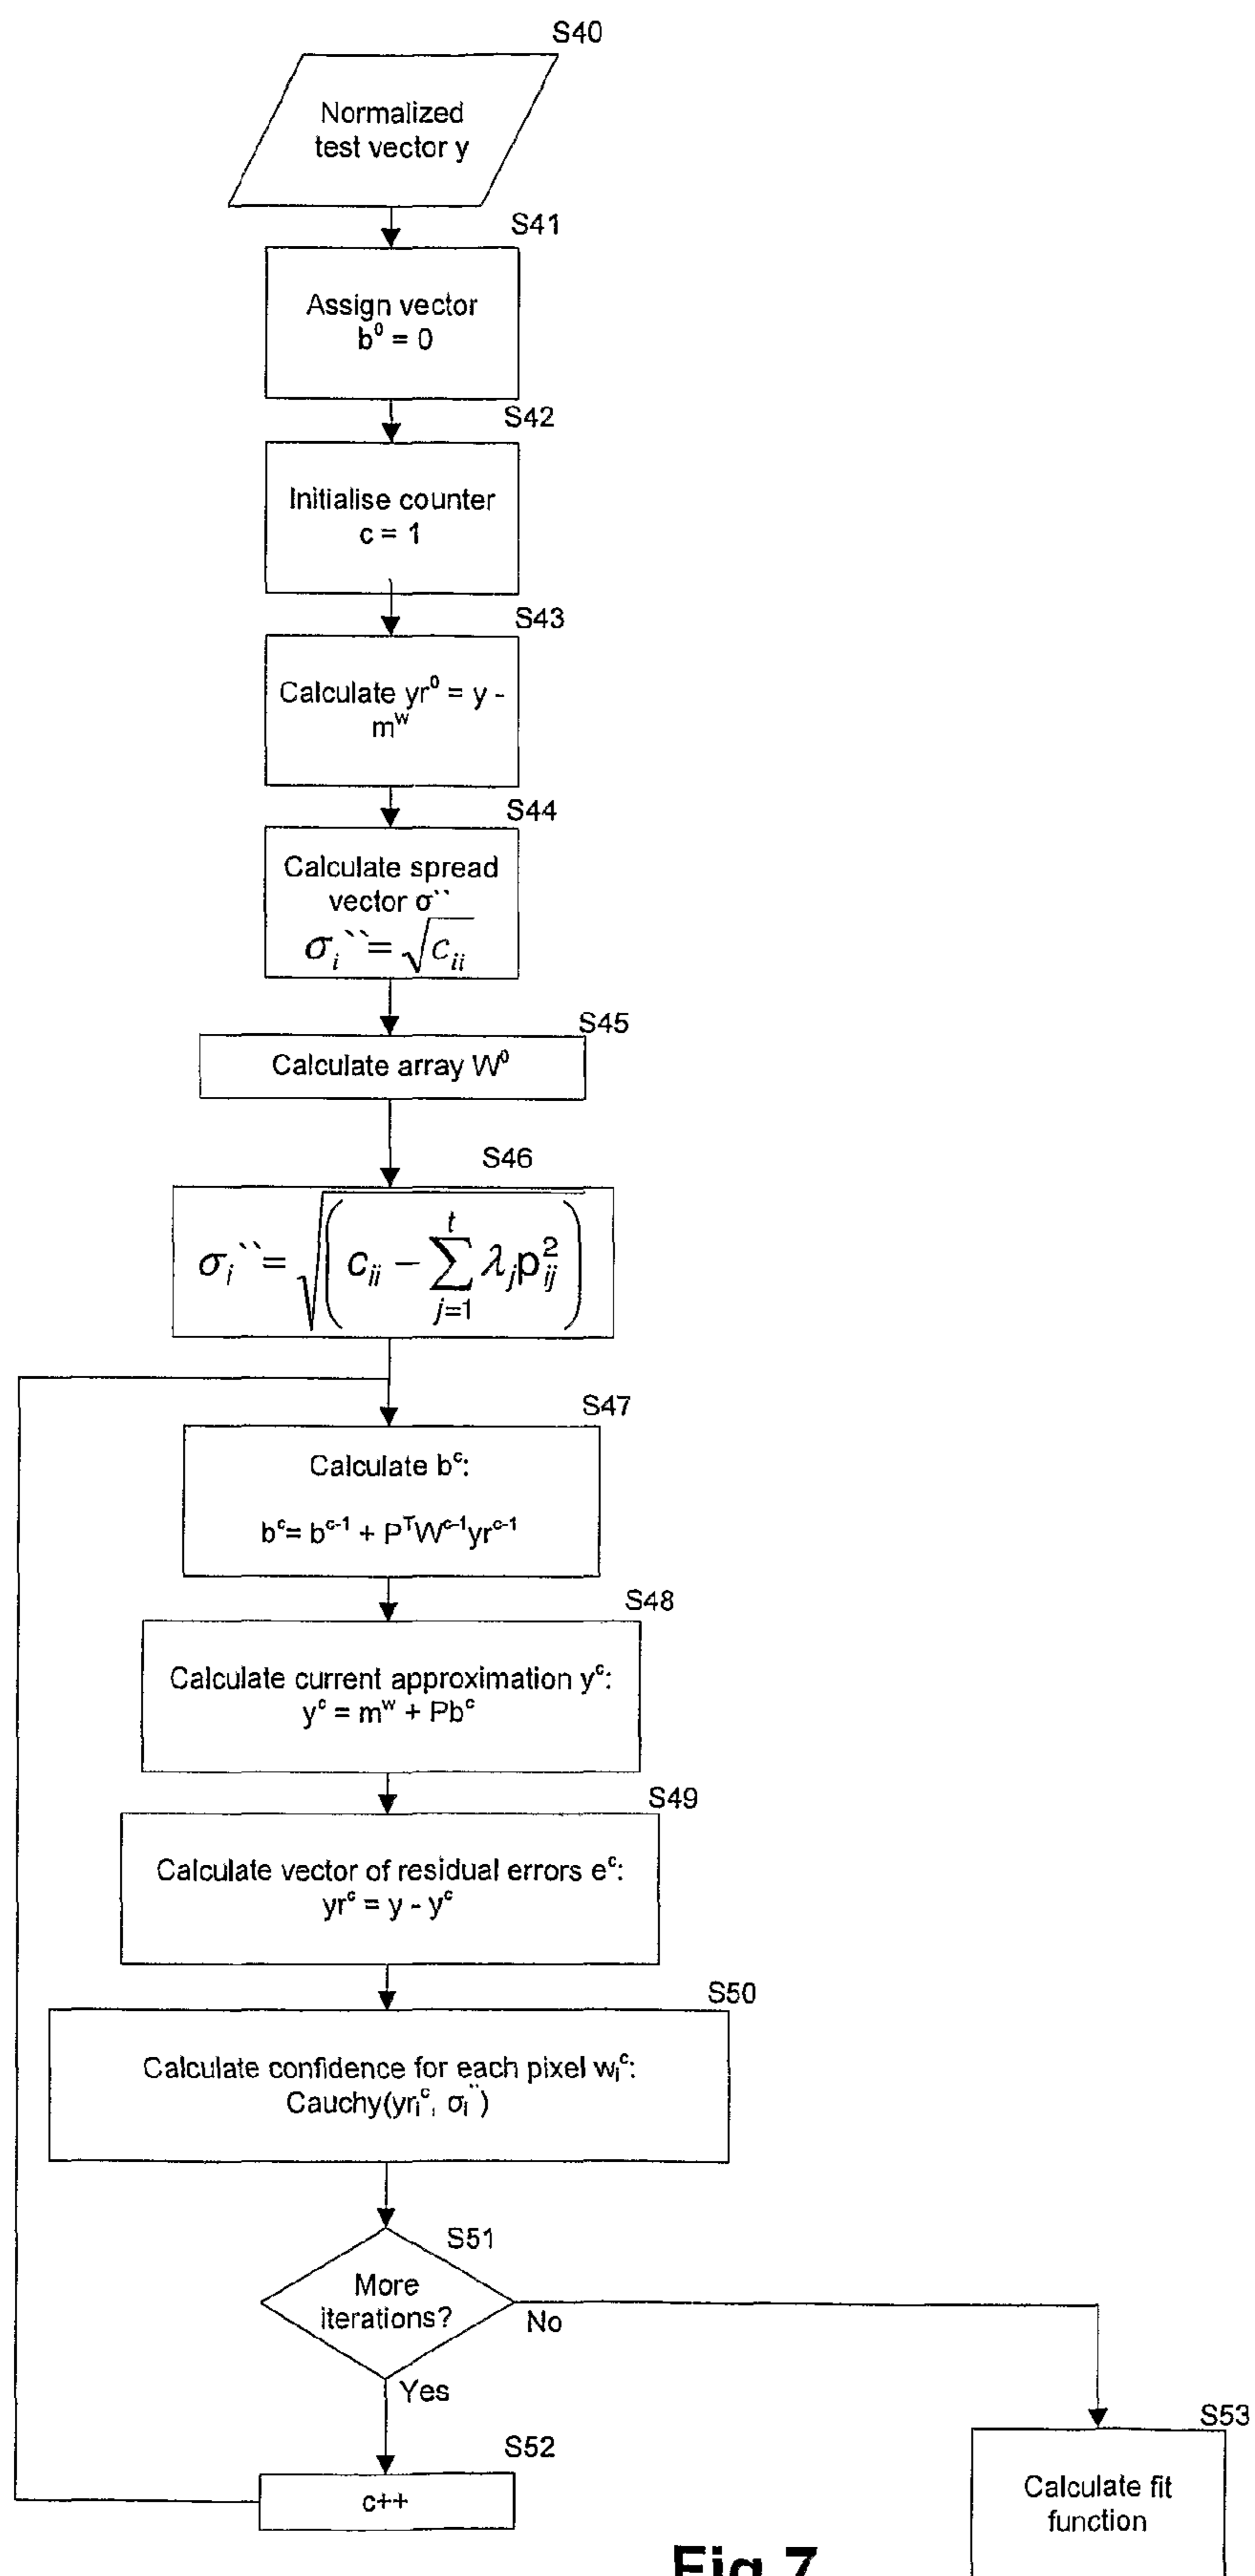 S40
Normalized
test vector y
S41
Assign vector
b⁰ = 0
S42
Initialise counter
c = 1
S43
Calculate yr⁰ = y -
mʷ
S44
Calculate spread
vector σ``
σᵢ`` = √cᵢᵢ
S45
Calculate array W⁰
S46
σᵢ`` = √(cᵢᵢ − ∑ⱼ₌₁ᵗ λⱼpᵢⱼ²)
S47
Calculate bᶜ:
bᶜ= bᶜ⁻¹ + PᵀWᶜ⁻¹yrᶜ⁻¹
S48
Calculate current approximation yᶜ:
yᶜ = mʷ + Pbᶜ
S49
Calculate vector of residual errors eᶜ:
yrᶜ = y - yᶜ
S50
Calculate confidence for each pixel wᵢᶜ:
Cauchy(yrᵢᶜ, σᵢ``)
S51
More
iterations?
No
Yes
S52
c++
S53
Calculate fit
function
Fig 7